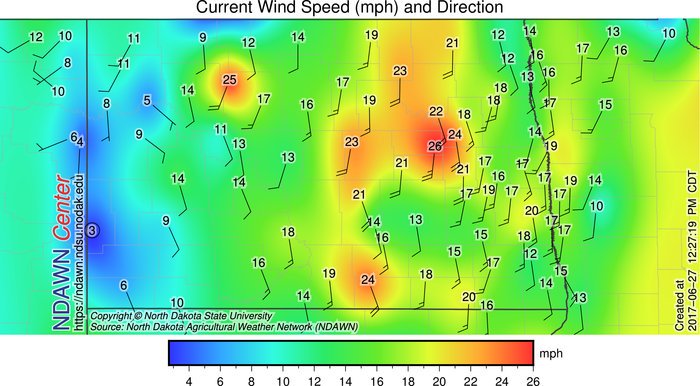 Current Wind Speed (mph) and Direction
12 10 11 9 12 14 19 21 12 14 13 10
8 11 25 23 12 16 17 16
10 8 5 14 17 16 17 19 18 18 13 16 17 15
6 4 9 11 13 13 23 22 18 24 26 14 19
14 14 21 21 17 17 17 19 14
9 21 14 13 17 16 19 17 17 10
3 18 16 15 15 20 18 17 17
6 16 19 24 18 17 12 14 15
10 14 20 16 13
NDAWN Center
https://ndawn.ndsu.nodak.edu
Copyright © North Dakota State University
Source: North Dakota Agricultural Weather Network (NDAWN)
Created at
2017-06-27 12:27:19 PM CDT
4 6 8 10 12 14 16 18 20 22 24 26 mph